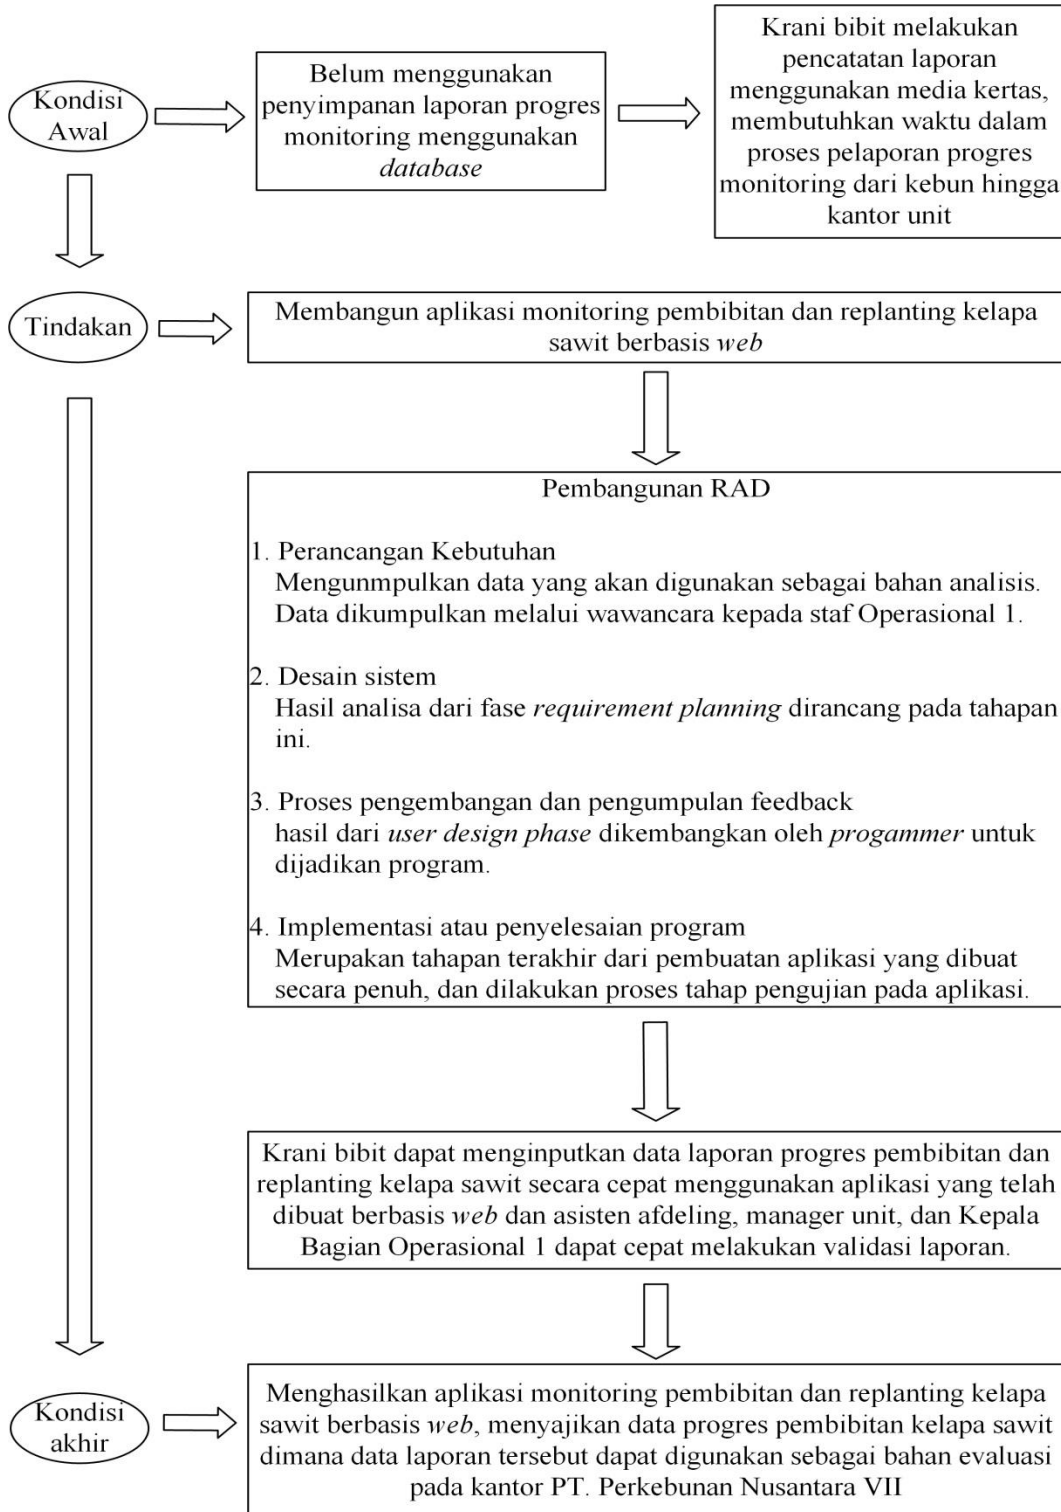 Kondisi
Awal
Belum menggunakan
penyimpanan laporan progres
monitoring menggunakan
database
Krani bibit melakukan
pencatatan laporan
menggunakan media kertas,
membutuhkan waktu dalam
proses pelaporan progres
monitoring dari kebun hingga
kantor unit
Tindakan
Membangun aplikasi monitoring pembibitan dan replanting kelapa
sawit berbasis web
Pembangunan RAD
1. Perancangan Kebutuhan
Mengunmpulkan data yang akan digunakan sebagai bahan analisis.
Data dikumpulkan melalui wawancara kepada staf Operasional 1.
2. Desain sistem
Hasil analisa dari fase requirement planning dirancang pada tahapan
ini.
3. Proses pengembangan dan pengumpulan feedback
hasil dari user design phase dikembangkan oleh progammer untuk
dijadikan program.
4. Implementasi atau penyelesaian program
Merupakan tahapan terakhir dari pembuatan aplikasi yang dibuat
secara penuh, dan dilakukan proses tahap pengujian pada aplikasi.
Krani bibit dapat menginputkan data laporan progres pembibitan dan
replanting kelapa sawit secara cepat menggunakan aplikasi yang telah
dibuat berbasis web dan asisten afdeling, manager unit, dan Kepala
Bagian Operasional 1 dapat cepat melakukan validasi laporan.
Kondisi
akhir
Menghasilkan aplikasi monitoring pembibitan dan replanting kelapa
sawit berbasis web, menyajikan data progres pembibitan kelapa sawit
dimana data laporan tersebut dapat digunakan sebagai bahan evaluasi
pada kantor PT. Perkebunan Nusantara VII